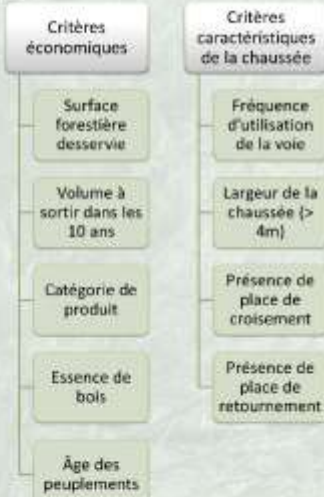 Critères
économiques
Surface
forestière
desservie
Volume à
sortir dans les
10 ans
Catégorie de
produit
Essence de
bois
Âge des
peuplements
Critères
caractéristiques
de la chaussée
Fréquence
d'utilisation
de la voie
Largeur de la
chaussée (>
4m)
Présence de
place de
croisement
Présence de
place de
retournement